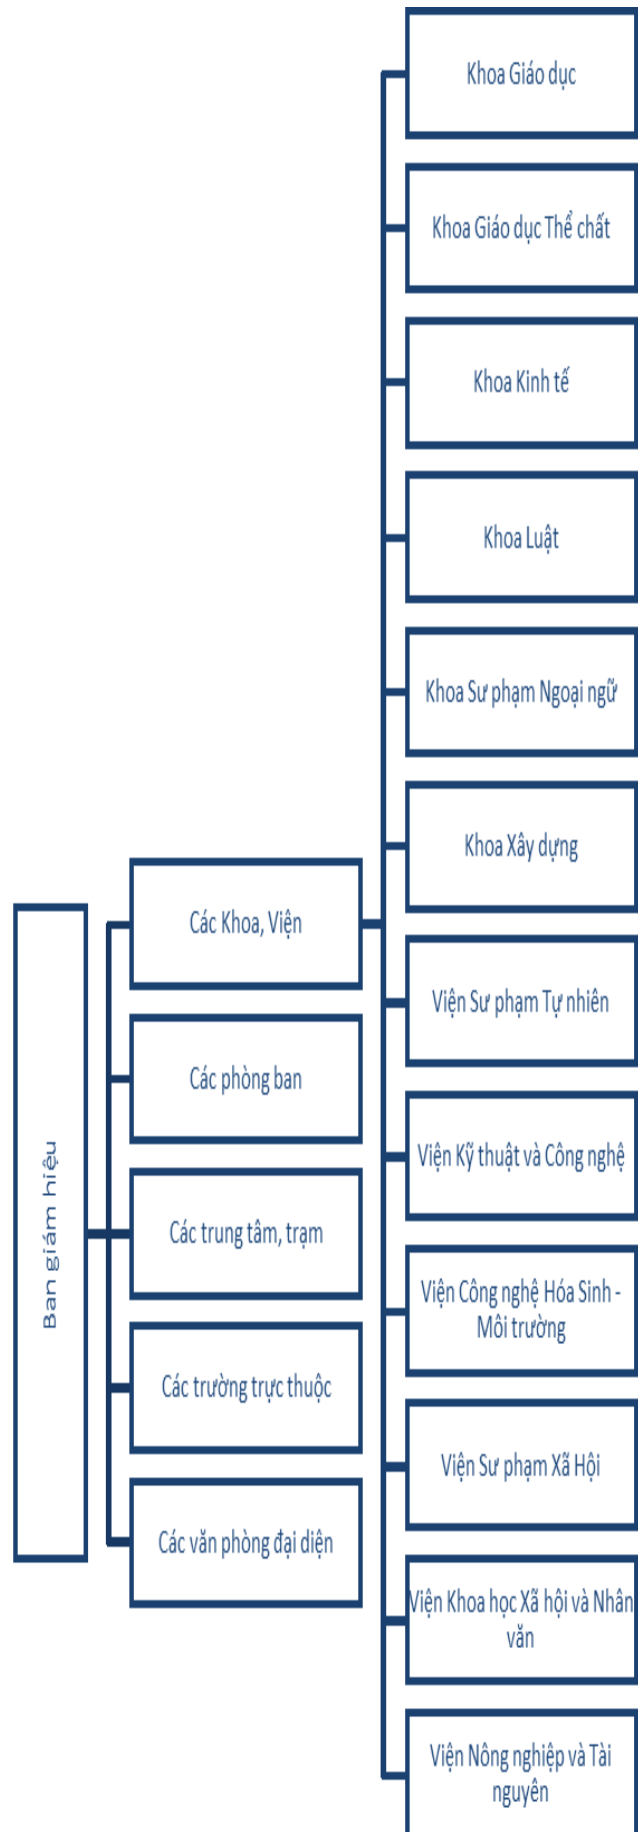 Ban giám hiệu
Các Khoa, Viện
Các phòng ban
Các trung tâm, trạm
Các trường trực thuộc
Các văn phòng đại diện
Khoa Giáo dục
Khoa Giáo dục Thể chất
Khoa Kinh tế
Khoa Luật
Khoa Sư phạm Ngoại ngữ
Khoa Xây dựng
Viện Sư phạm Tự nhiên
Viện Kỹ thuật và Công nghệ
Viện Công nghệ Hóa Sinh -
Môi trường
Viện Sư phạm Xã Hội
Viện Khoa học Xã hội và Nhân
văn
Viện Nông nghiệp và Tài
nguyên